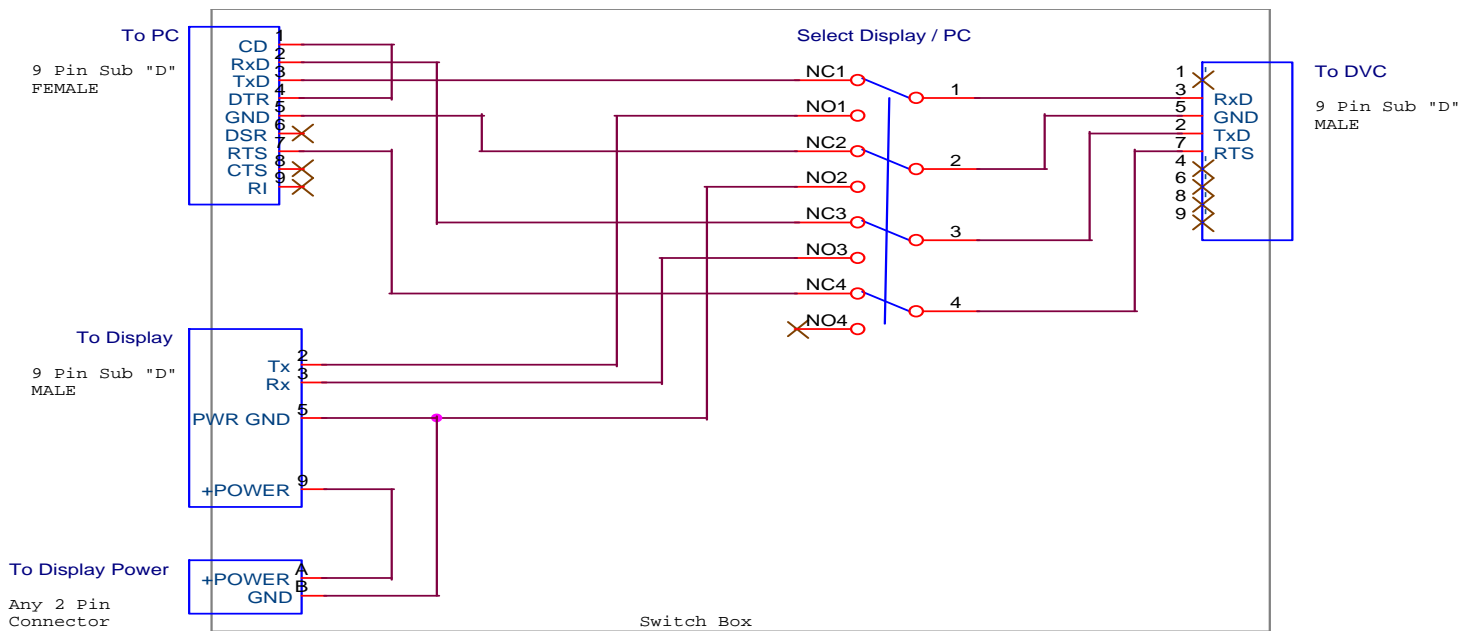 To PC
9 Pin Sub "D"
FEMALE
1
CD
2
RxD
3
TxD
4
DTR
5
GND
6
DSR
7
RTS
8
CTS
9
RI
Select Display / PC
NC1
NO1
NC2
NO2
NC3
NO3
NC4
NO4
1
2
3
4
To DVC
9 Pin Sub "D"
MALE
1
3
RxD
5
GND
2
TxD
7
RTS
4
6
8
9
To Display
9 Pin Sub "D"
MALE
2
Tx
3
Rx
5
PWR GND
9
+POWER
To Display Power
Any 2 Pin
Connector
A
+POWER
B
GND
Switch Box